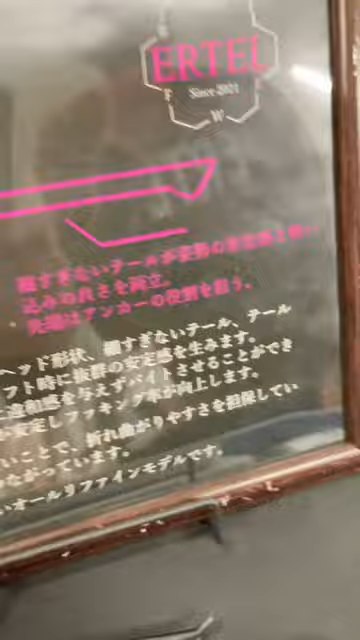 ERTEL
F Since 2021
W
細すぎないテールが姿勢の安定感と吸い
込みの良さを両立。
先端はアンカーの役割を担う。
ヘッド形状、細すぎないテール、テール
フト時に抜群の安定感を生みます。
違和感を与えずバイトさせることができ
安定しフッキング率が向上します。
いことで、折れ曲がりやすさを担保してい
ながっています。
いオールリファインモデルです。